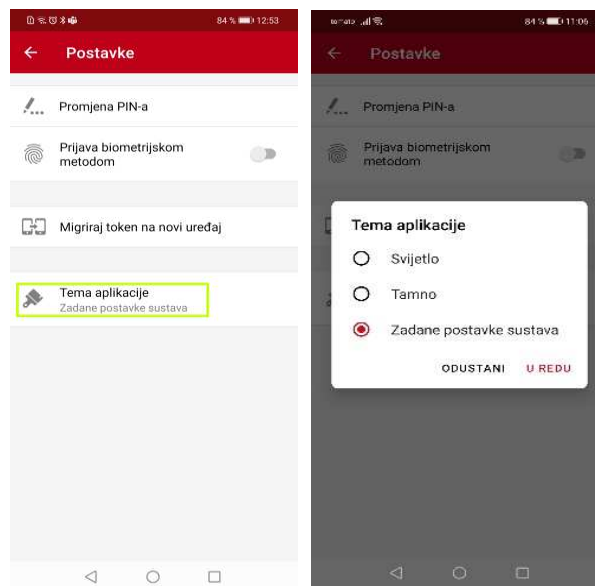 84 % 12:53
Postavke
Promjena PIN-a
Prijava biometrijskom
metodom
Migriraj token na novi uređaj
Tema aplikacije
Zadane postavke sustava
tomato 84 % 11:06
Postavke
Promjena PIN-a
Prijava biometrijskom
metodom
Tema aplikacije
Svijetlo
Tamno
Zadane postavke sustava
ODUSTANI U REDU